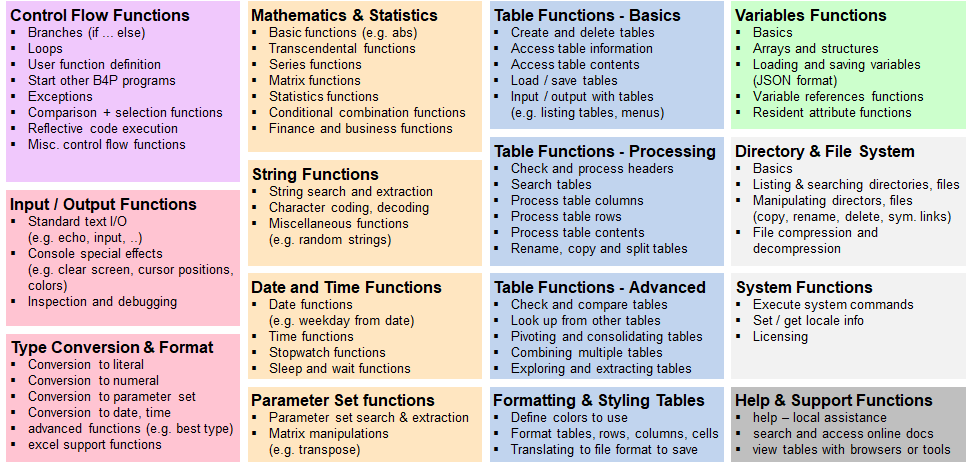 Control Flow Functions
▪ Branches (if ... else)
▪ Loops
▪ User function definition
▪ Start other B4P programs
▪ Exceptions
▪ Comparison + selection functions
▪ Reflective code execution
▪ Misc. control flow functions
Input / Output Functions
▪ Standard text I/O
(e.g. echo, input, ..)
▪ Console special effects
(e.g. clear screen, cursor positions,
colors)
▪ Inspection and debugging
Type Conversion & Format
▪ Conversion to literal
▪ Conversion to numeral
▪ Conversion to parameter set
▪ Conversion to date, time
▪ advanced functions (e.g. best type)
▪ excel support functions
Mathematics & Statistics
▪ Basic functions (e.g. abs)
▪ Transcendental functions
▪ Series functions
▪ Matrix functions
▪ Statistics functions
▪ Conditional combination functions
▪ Finance and business functions
String Functions
▪ String search and extraction
▪ Character coding, decoding
▪ Miscellaneous functions
(e.g. random strings)
Date and Time Functions
▪ Date functions
(e.g. weekday from date)
▪ Time functions
▪ Stopwatch functions
▪ Sleep and wait functions
Parameter Set functions
▪ Parameter set search & extraction
▪ Matrix manipulations
(e.g. transpose)
Table Functions - Basics
▪ Create and delete tables
▪ Access table information
▪ Access table contents
▪ Load / save tables
▪ Input / output with tables
(e.g. listing tables, menus)
Table Functions - Processing
▪ Check and process headers
▪ Search tables
▪ Process table columns
▪ Process table rows
▪ Process table contents
▪ Rename, copy and split tables
Table Functions - Advanced
▪ Check and compare tables
▪ Look up from other tables
▪ Pivoting and consolidating tables
▪ Combining multiple tables
▪ Exploring and extracting tables
Formatting & Styling Tables
▪ Define colors to use
▪ Format tables, rows, columns, cells
▪ Translating to file format to save
Variables Functions
▪ Basics
▪ Arrays and structures
▪ Loading and saving variables
(JSON format)
▪ Variable references functions
▪ Resident attribute functions
Directory & File System
▪ Basics
▪ Listing & searching directories, files
▪ Manipulating directors, files
(copy, rename, delete, sym. links)
▪ File compression and
decompression
System Functions
▪ Execute system commands
▪ Set / get locale info
▪ Licensing
Help & Support Functions
▪ help – local assistance
▪ search and access online docs
▪ view tables with browsers or tools